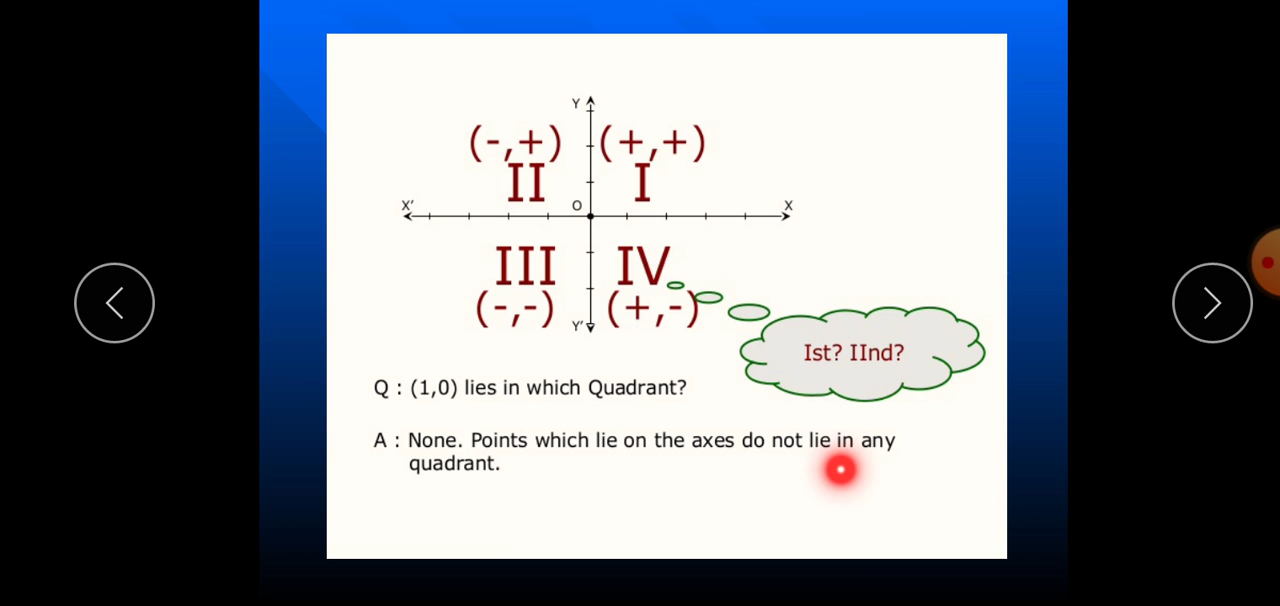 Y
(-,+) (+,+)
II I
X' O X
III IV
(-,-) (+,-)
Y'
Ist? IInd?
Q : (1,0) lies in which Quadrant?
A : None. Points which lie on the axes do not lie in any
quadrant.